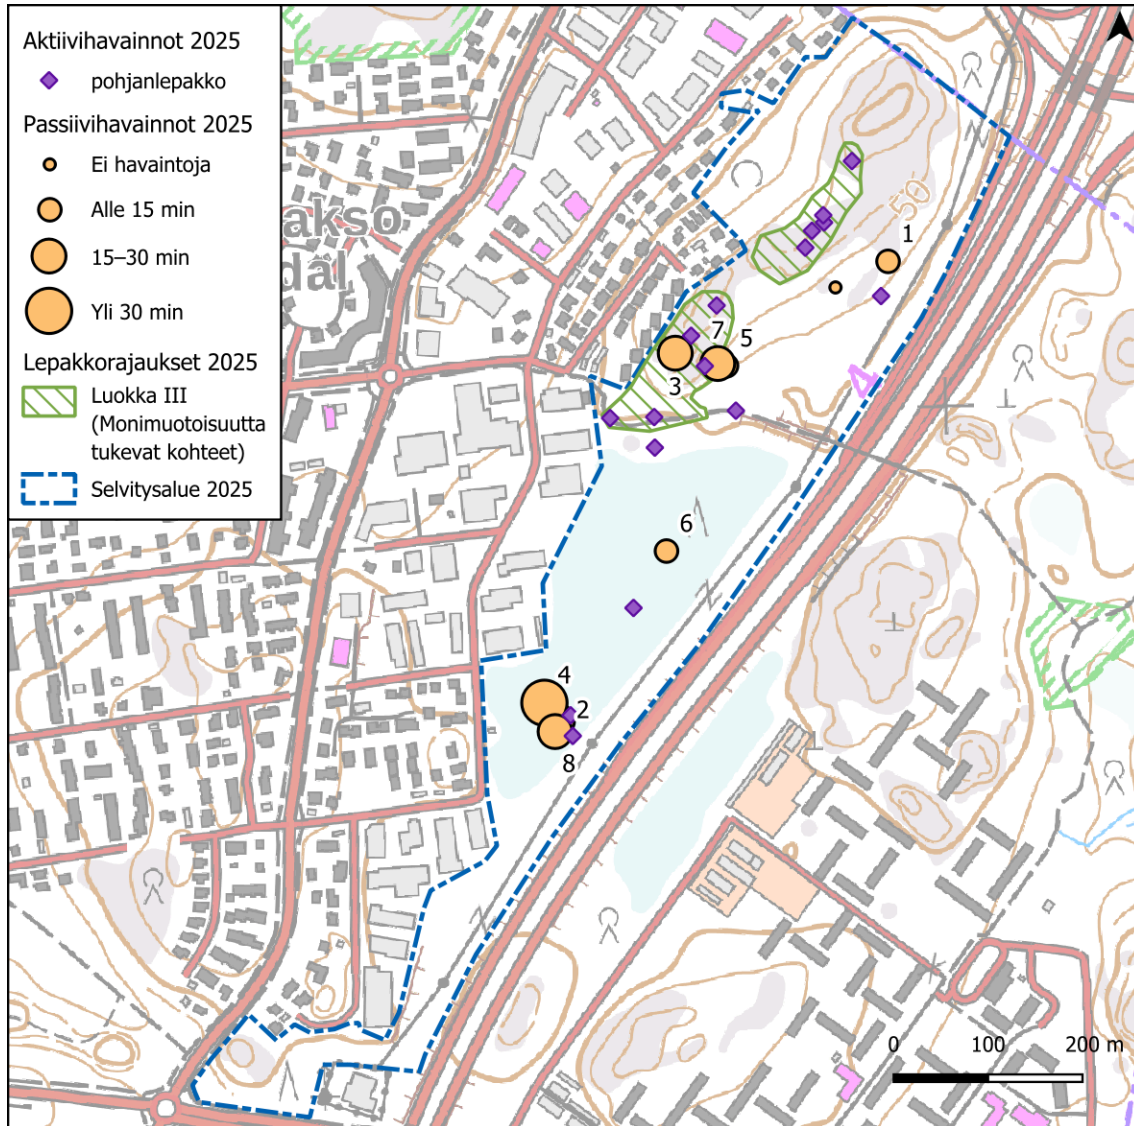 Aktiivihavainnot 2025
pohjanlepakko
Passiivihavainnot 2025
Ei havaintoja
Alle 15 min
15–30 min
Yli 30 min
Lepakkorajaukset 2025
Luokka III
(Monimuotoisuutta
tukevat kohteet)
Selvitysalue 2025
akso
dal
50
1
7
5
3
4
6
4
2
8
0 100 200 m